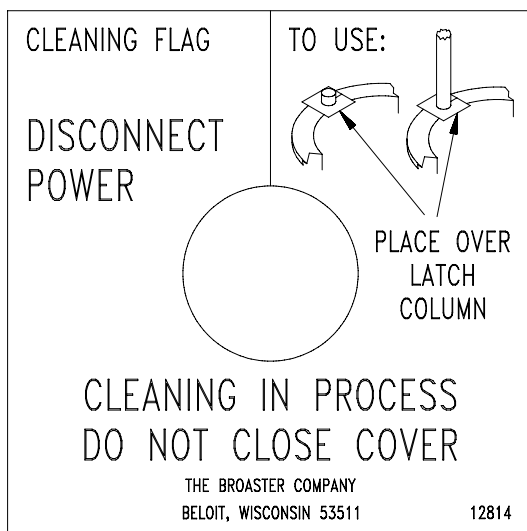 CLEANING FLAG
DISCONNECT
POWER
TO USE:
PLACE OVER
LATCH
COLUMN
CLEANING IN PROCESS
DO NOT CLOSE COVER
THE BROASTER COMPANY
BELOIT, WISCONSIN 53511
12814